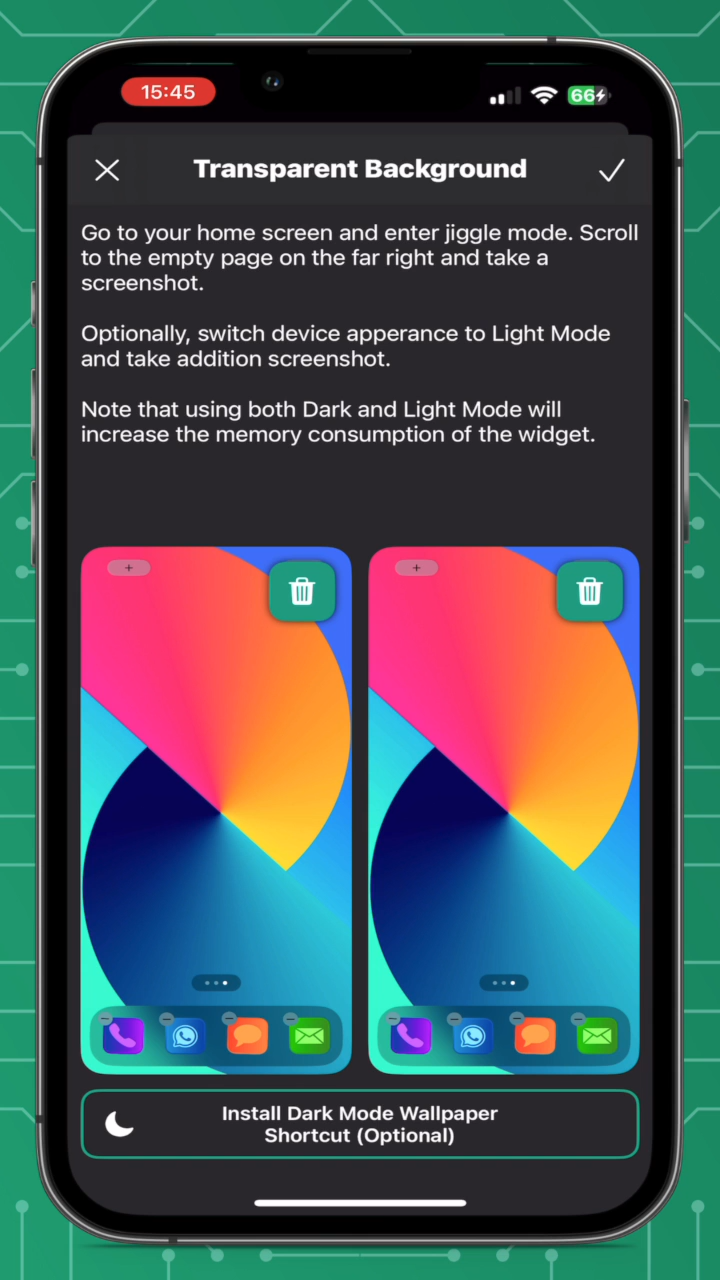 15:45
66
Transparent Background
Go to your home screen and enter jiggle mode. Scroll
to the empty page on the far right and take a
screenshot.
Optionally, switch device apperance to Light Mode
and take addition screenshot.
Note that using both Dark and Light Mode will
increase the memory consumption of the widget.
Install Dark Mode Wallpaper
Shortcut (Optional)